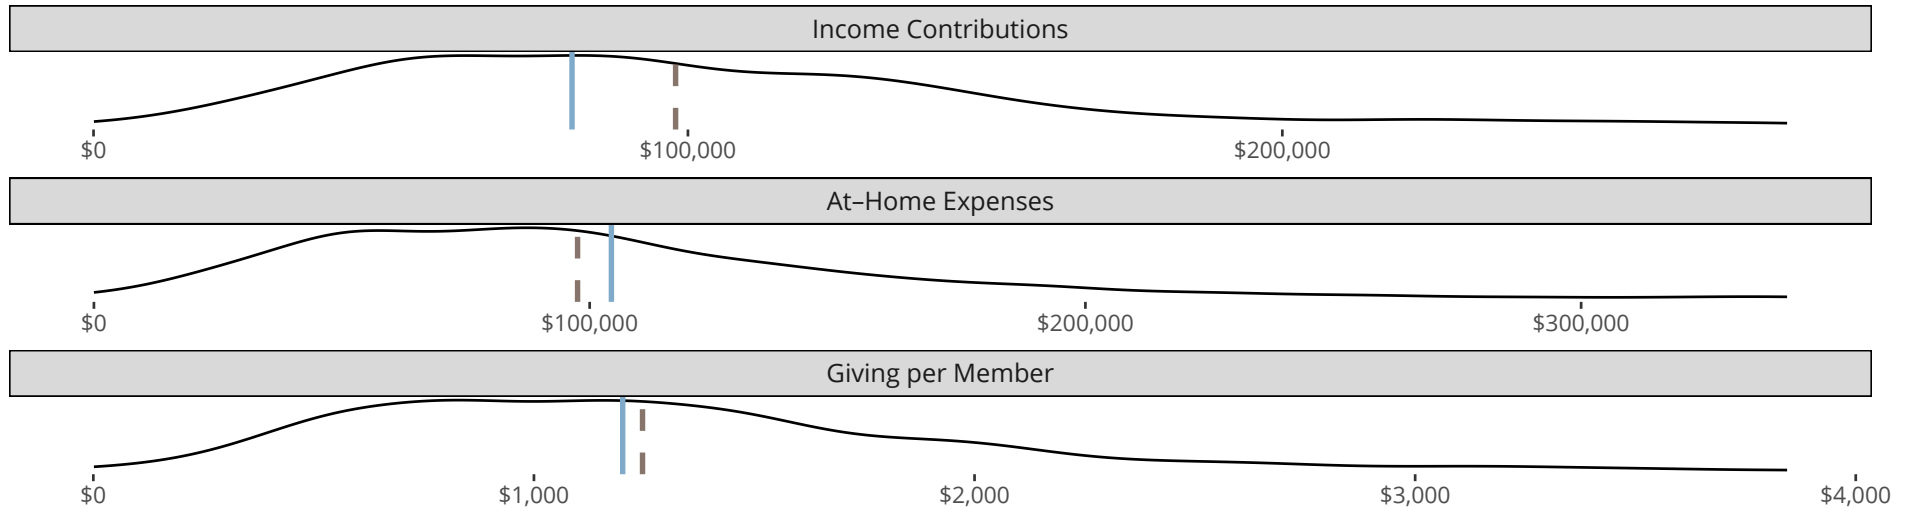 Income Contributions
$0 $100,000 $200,000
At–Home Expenses
$0 $100,000 $200,000 $300,000
Giving per Member
$0 $1,000 $2,000 $3,000 $4,000